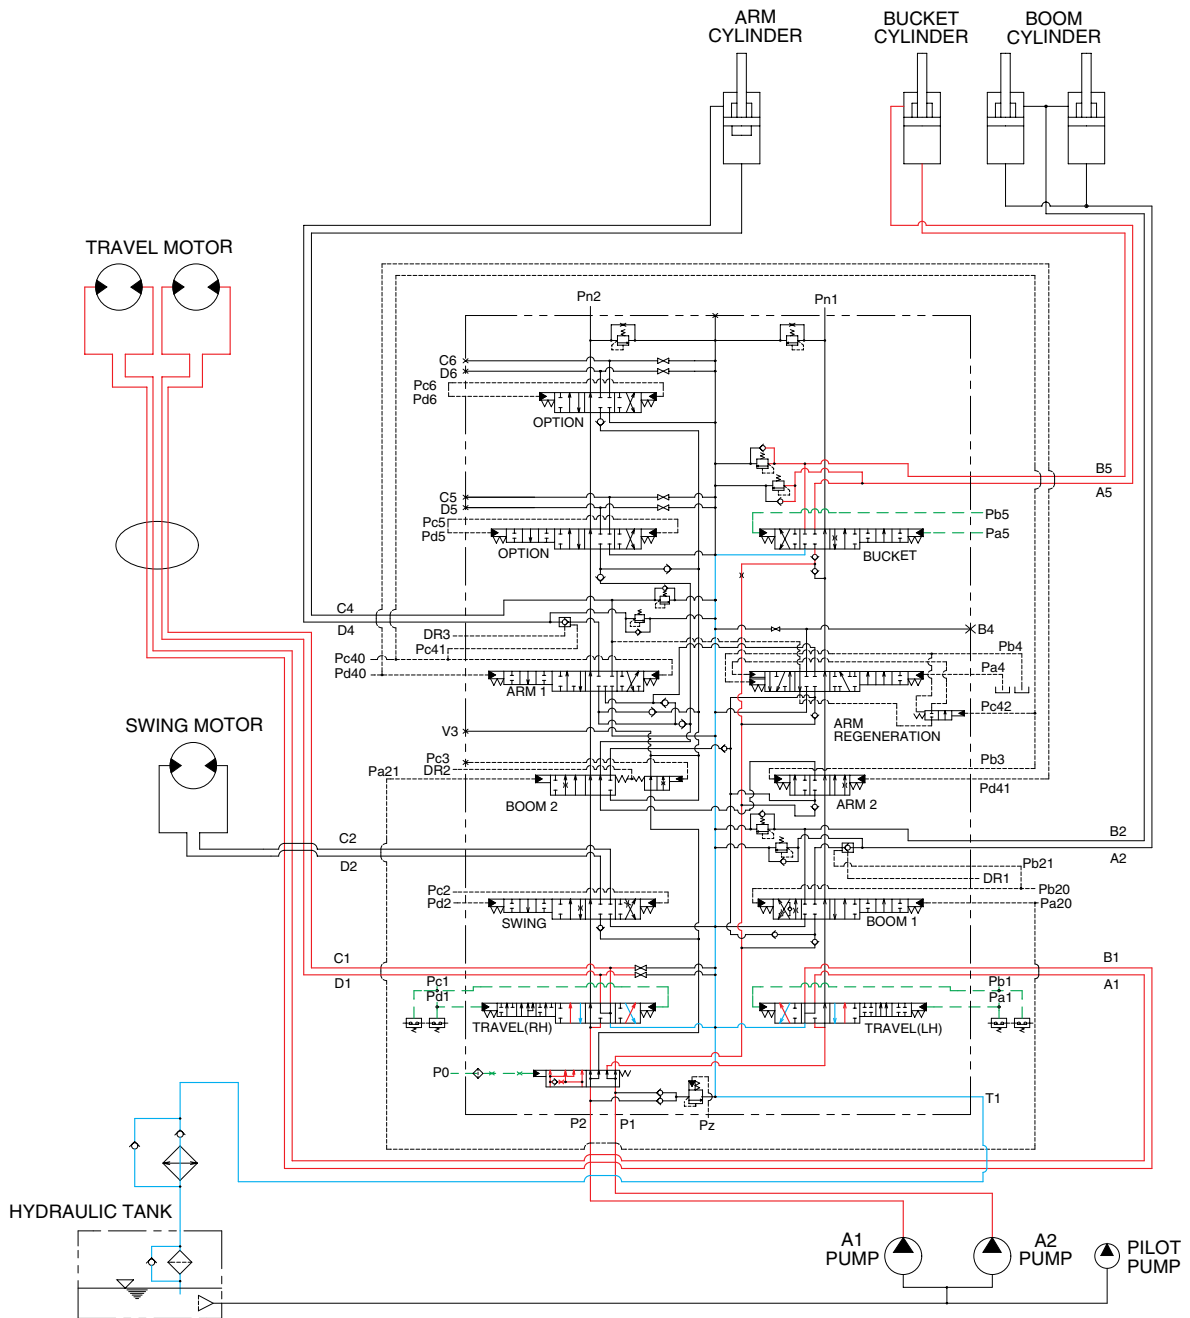 ARM
CYLINDER
BUCKET
CYLINDER
BOOM
CYLINDER
TRAVEL MOTOR
Pn2
Pn1
C6
D6
Pc6
Pd6
OPTION
B5
A5
C5
D5
Pc5
Pd5
OPTION
Pb5
Pa5
BUCKET
C4
D4
DR3
Pc41
B4
Pb4
Pc40
Pd40
ARM 1
Pa4
Pc42
ARM
REGENERATION
SWING MOTOR
V3
Pc3
DR2
Pa21
BOOM 2
Pb3
Pd41
ARM 2
C2
D2
B2
A2
Pb21
DR1
Pc2
Pd2
SWING
Pb20
Pa20
BOOM 1
C1
D1
B1
A1
Pc1
Pd1
TRAVEL(RH)
Pb1
Pa1
TRAVEL(LH)
P0
T1
P2
P1
Pz
HYDRAULIC TANK
A1
PUMP
A2
PUMP
PILOT
PUMP